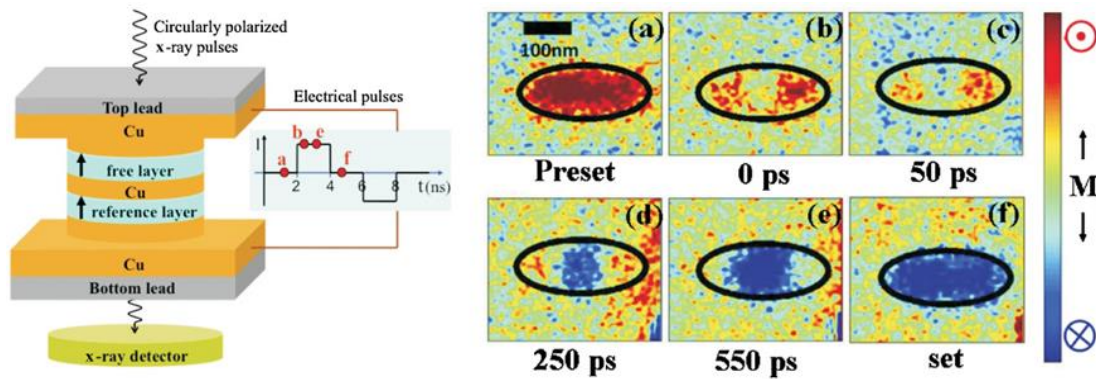 Circularly polarized
x-ray pulses
Top lead
Cu
free layer
Cu
reference layer
Cu
Bottom lead
x-ray detector
Electrical pulses
I
a
b
e
f
2
4
6
8
t(ns)
(a)
100nm
Preset
(b)
0 ps
(c)
50 ps
(d)
250 ps
(e)
550 ps
(f)
set
M